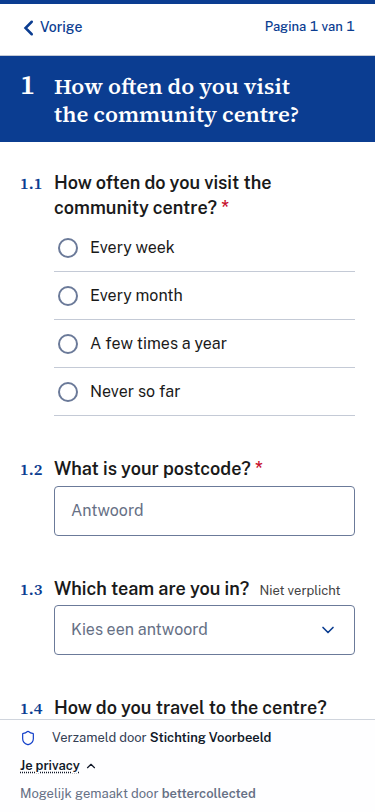 Vorige
Pagina 1 van 1
1 How often do you visit
the community centre?
1.1 How often do you visit the
community centre? *
Every week
Every month
A few times a year
Never so far
1.2 What is your postcode? *
Antwoord
1.3 Which team are you in? Niet verplicht
Kies een antwoord
1.4 How do you travel to the centre?
Verzameld door Stichting Voorbeeld
Je privacy
Mogelijk gemaakt door bettercollected